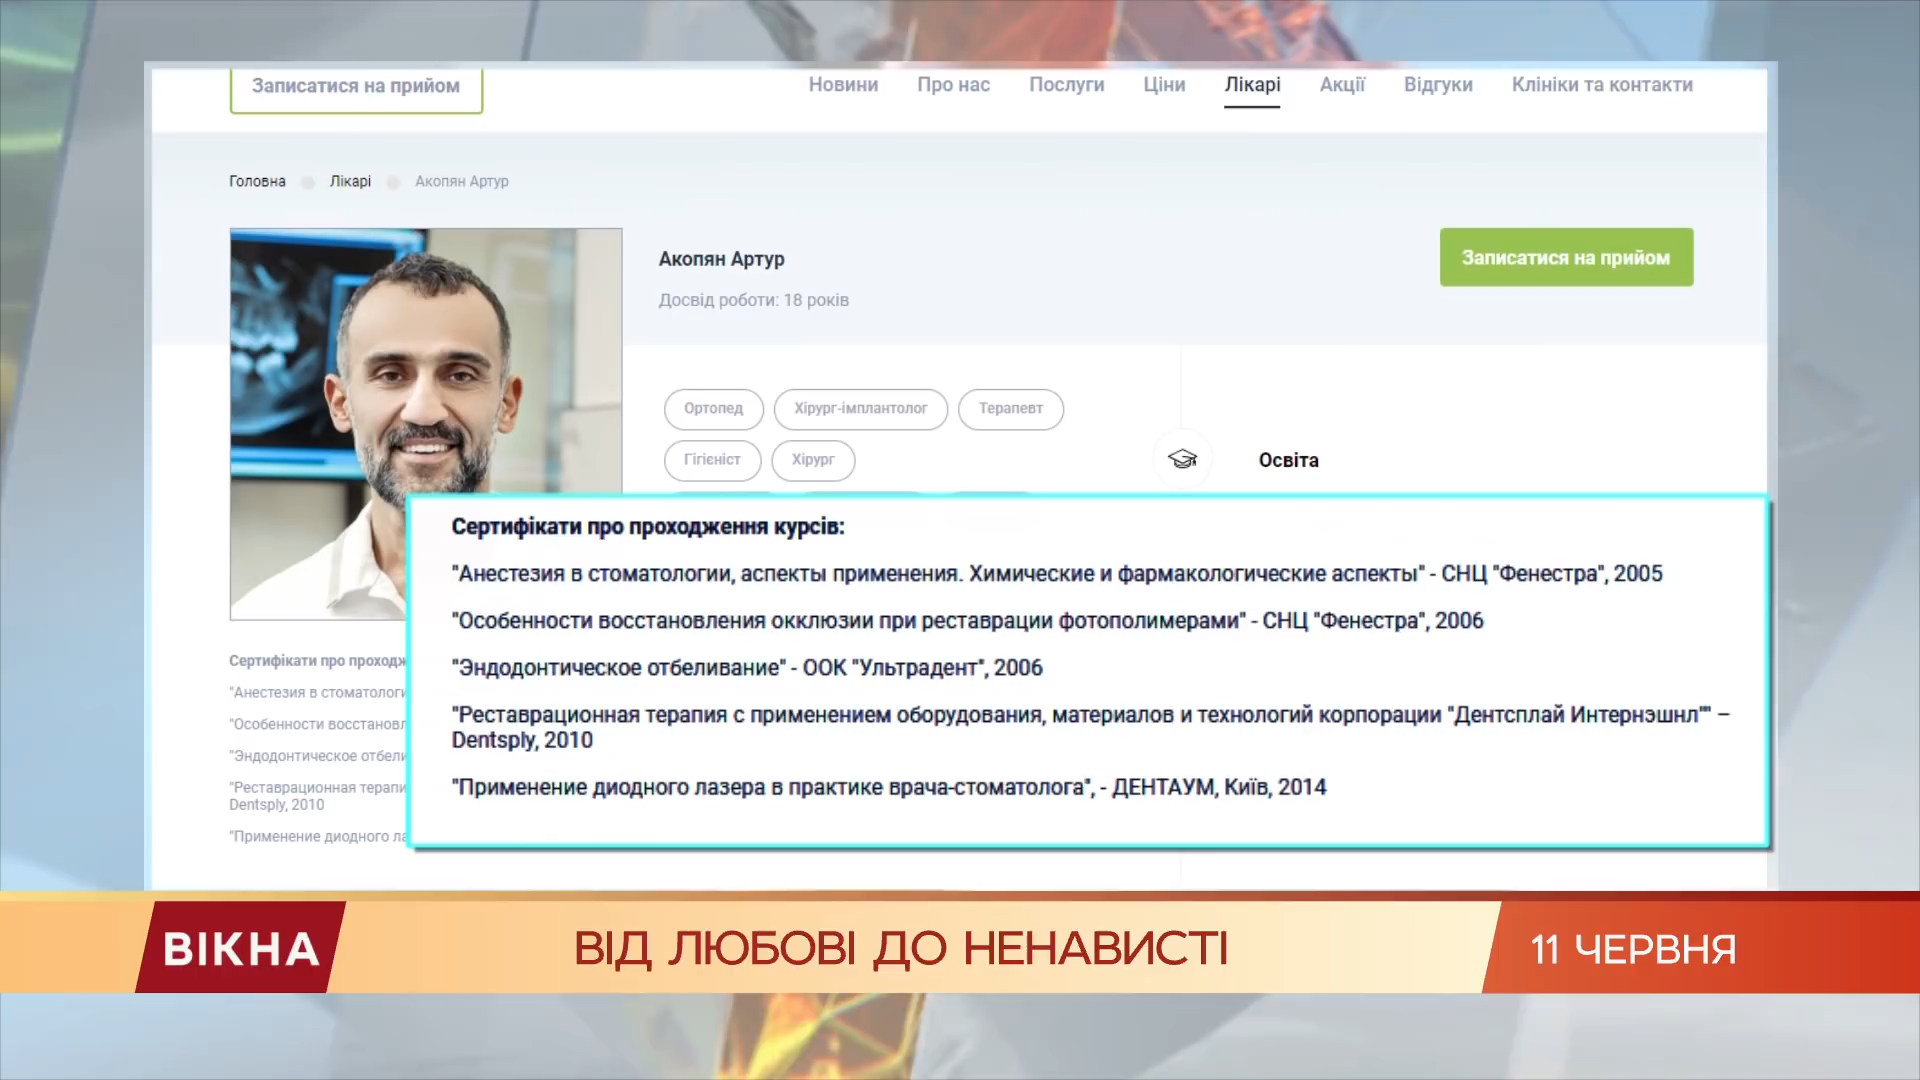 Записатися на прийом
Новини Про нас Послуги Ціни Лікарі Акції Відгуки Клініки та контакти
Головна Лікарі Акопян Артур
Акопян Артур
Досвід роботи: 18 років
Записатися на прийом
Ортопед Хірург-імплантолог Терапевт
Гігієніст Хірург
Освіта
Сертифікати про проходження курсів:
"Анестезия в стоматологии, аспекты применения. Химические и фармакологические аспекты" - СНЦ "Фенестра", 2005
"Особенности восстановления окклюзии при реставрации фотополимерами" - СНЦ "Фенестра", 2006
"Эндодонтическое отбеливание" - ООК "Ультрадент", 2006
"Реставрационная терапия с применением оборудования, материалов и технологий корпорации "Дентсплай Интернэшнл"" –
Dentsply, 2010
"Применение диодного лазера в практике врача-стоматолога", - ДЕНТАУМ, Київ, 2014
Сертифікати про проходж
"Анестезия в стоматологи
"Особенности восстановл
"Эндодонтическое отбели
"Реставрационная терапи
Dentsply, 2010
"Применение диодного ла
ВІКНА
ВІД ЛЮБОВІ ДО НЕНАВИСТІ
11 ЧЕРВНЯ